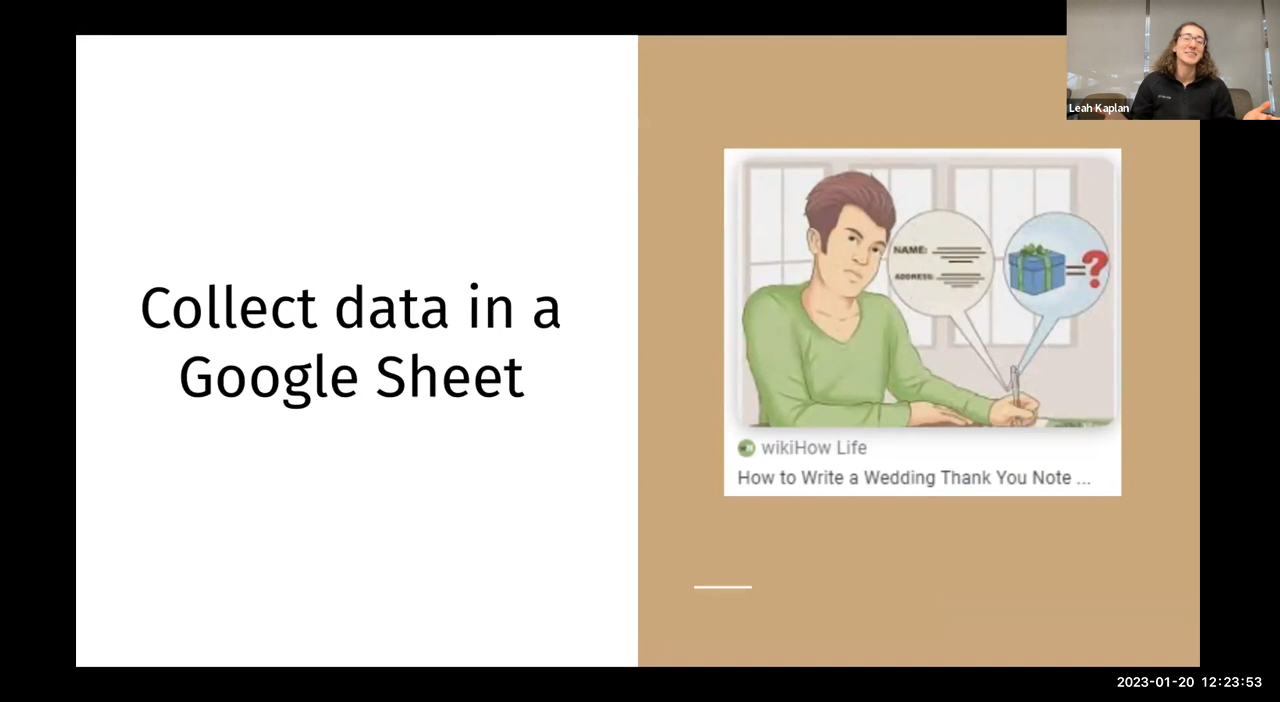 Leah Kaplan
Collect data in a
Google Sheet
NAME:
ADDRESS:
=?
wikiHow Life
How to Write a Wedding Thank You Note ...
2023-01-20 12:23:53